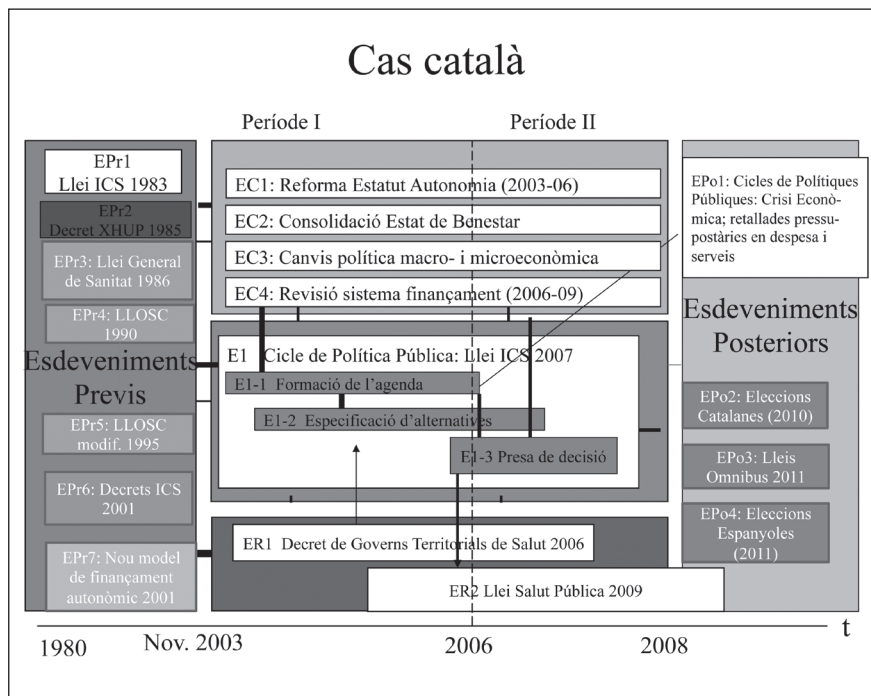 Cas català
Període I
Període II
EPr1
Llei ICS 1983
EPr2
Decret XHUP 1985
EPr3: Llei General
de Sanitat 1986
EPr4: LLOSC
1990
Esdeveniments
Previs
EPr5: LLOSC
modif. 1995
EPr6: Decrets ICS
2001
EPr7: Nou model
de finançament
autonòmic 2001
EC1: Reforma Estatut Autonomia (2003-06)
EC2: Consolidació Estat de Benestar
EC3: Canvis política macro- i microeconòmica
EC4: Revisió sistema finançament (2006-09)
E1 Cicle de Política Pública: Llei ICS 2007
E1-1 Formació de l’agenda
E1-2 Especificació d’alternatives
E1-3 Presa de decisió
ER1 Decret de Governs Territorials de Salut 2006
ER2 Llei Salut Pública 2009
EPo1: Cicles de Polítiques
Públiques: Crisi Econò-
mica; retallades pressu-
postàries en despesa i
serveis
Esdeveniments
Posteriors
EPo2: Eleccions
Catalanes (2010)
EPo3: Lleis
Omnibus 2011
EPo4: Eleccions
Espanyoles
(2011)
1980
Nov. 2003
2006
2008
t